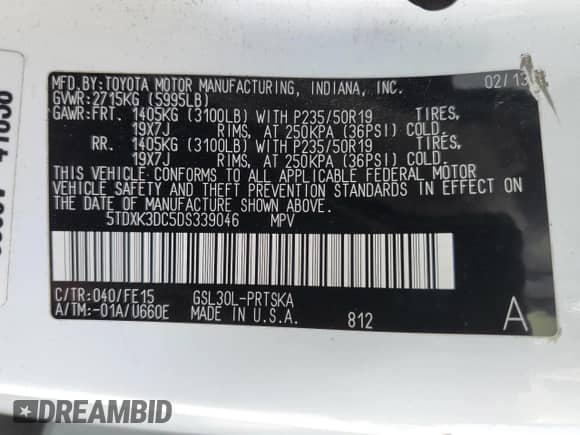 MFD.BY:TOYOTA MOTOR MANUFACTURING, INDIANA, INC. 02/13
GVWR:2715KG (5995LB)
GAWR:FRT. 1405KG (3100LB) WITH P235/50R19 TIRES,
19X7J RIMS, AT 250KPA (36PSI) COLD.
RR. 1405KG (3100LB) WITH P235/50R19 TIRES,
19X7J RIMS, AT 250KPA (36PSI) COLD.
THIS VEHICLE CONFORMS TO ALL APPLICABLE FEDERAL MOTOR
VEHICLE SAFETY AND THEFT PREVENTION STANDARDS IN EFFECT ON
THE DATE OF MANUFACTURE SHOWN ABOVE.
5TDXK3DC5DS339046 MPV
C/TR:040/FE15 GSL30L-PRTSKA
A/TM:-01A/U660E MADE IN U.S.A. 812 A
DREAMBID